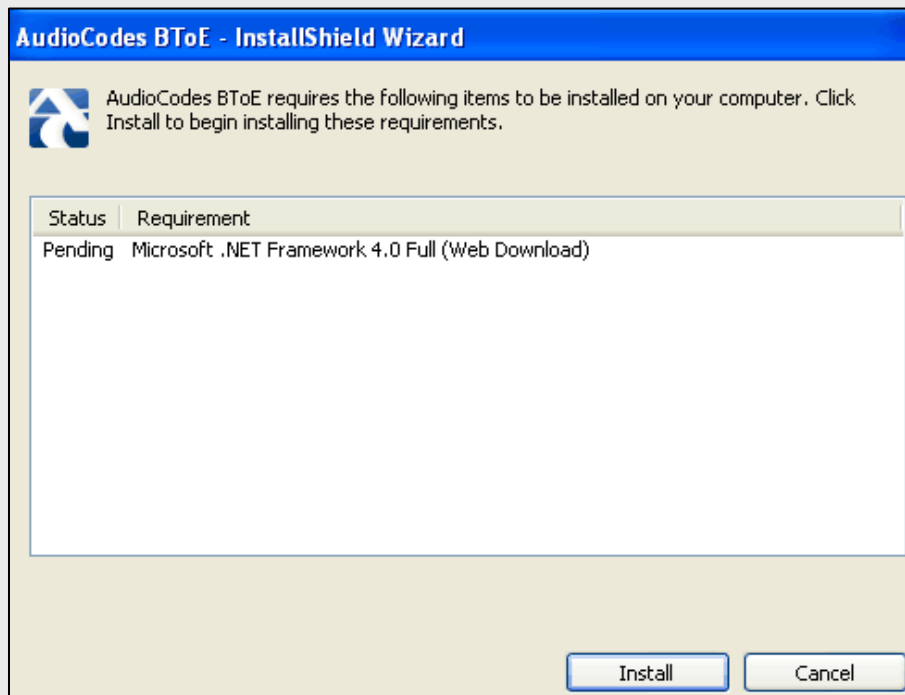 AudioCodes BToE - InstallShield Wizard
AudioCodes BToE requires the following items to be installed on your computer. Click
Install to begin installing these requirements.
Status Requirement
Pending Microsoft .NET Framework 4.0 Full (Web Download)
Install Cancel